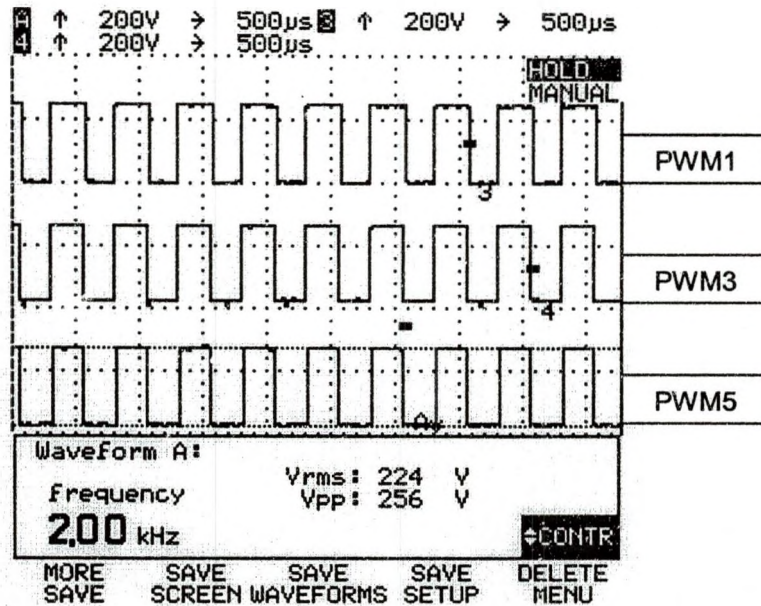 A ↑ 200V → 500µs 3 ↑ 200V → 500µs
4 ↑ 200V → 500µs
HOLD
MANUAL
PWM1
3
PWM3
4
PWM5
A
Waveform A:
Vrms: 224 V
Frequency
Vpp: 256 V
2.00 kHz
CONTR
MORE SAVE SAVE SAVE DELETE
SAVE SCREEN WAVEFORMS SETUP MENU